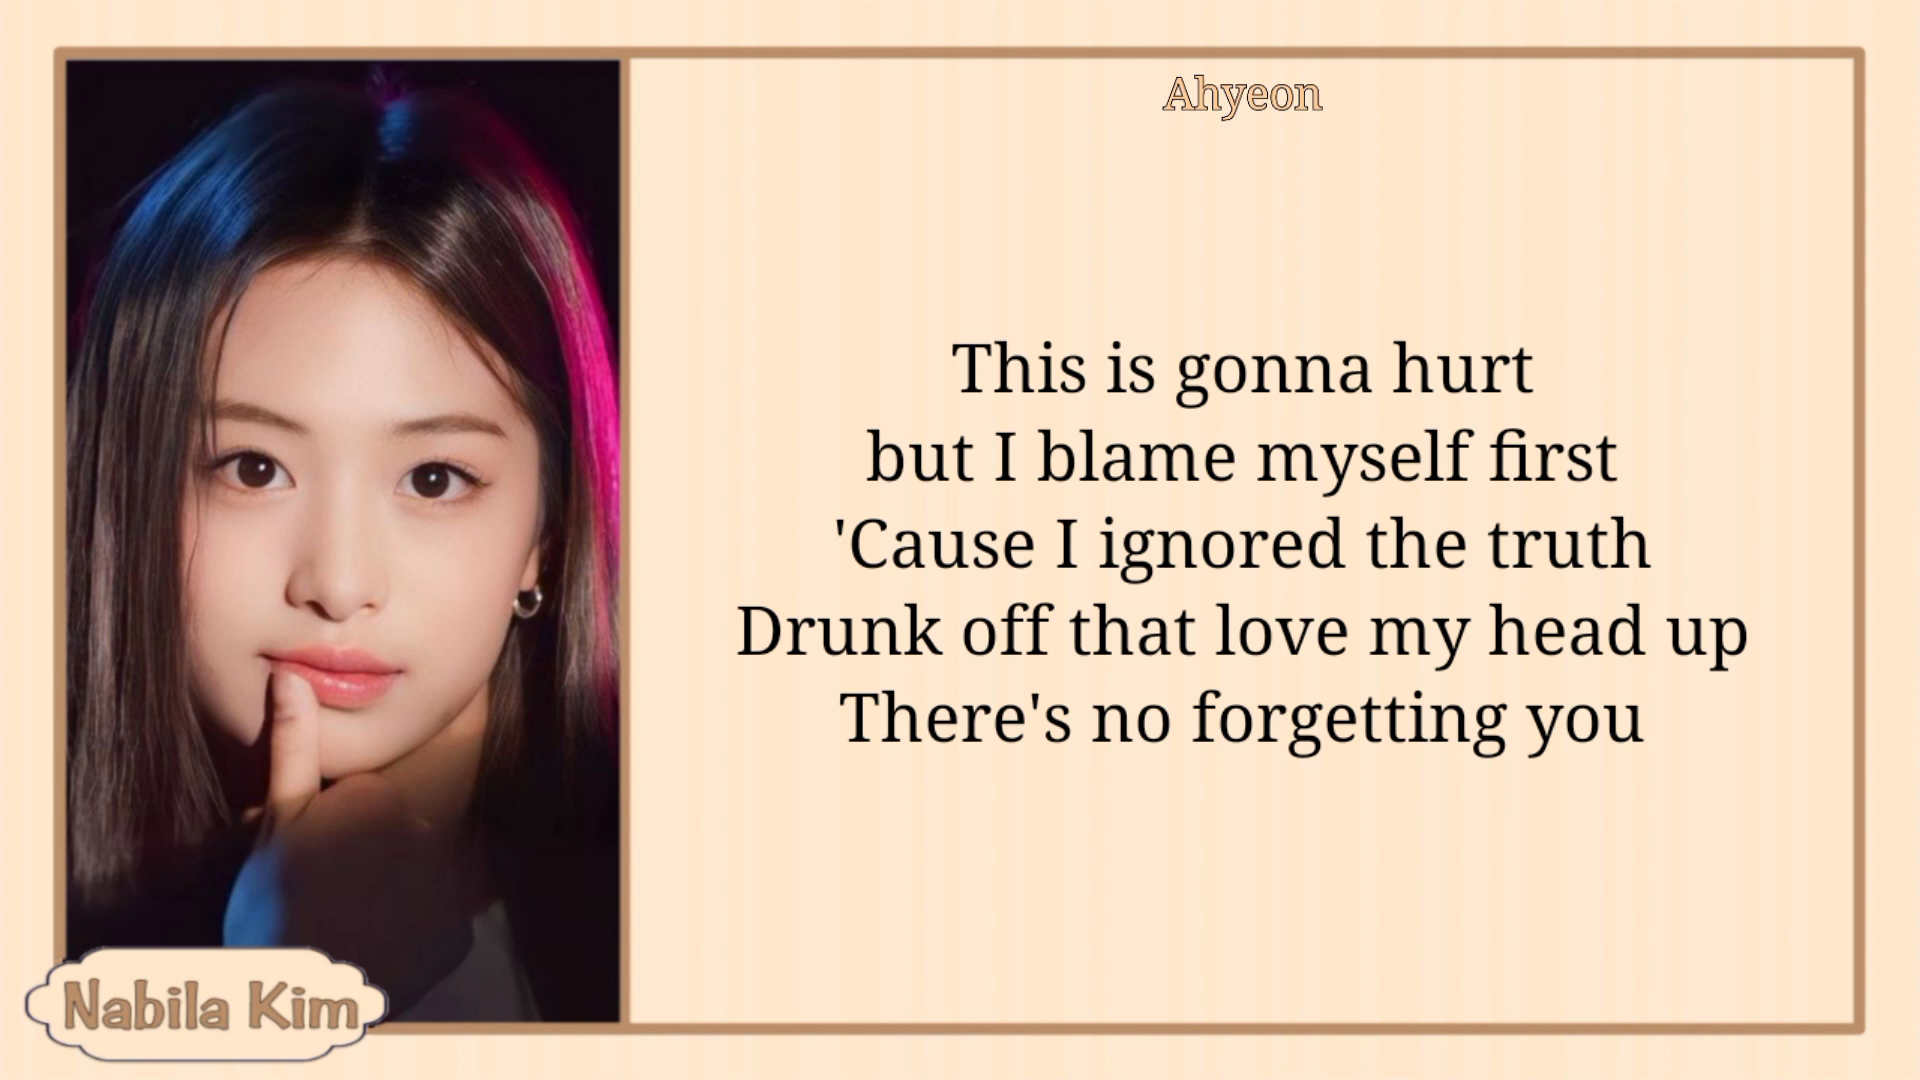 Ahyeon
This is gonna hurt
but I blame myself first
'Cause I ignored the truth
Drunk off that love my head up
There's no forgetting you
Nabila Kim